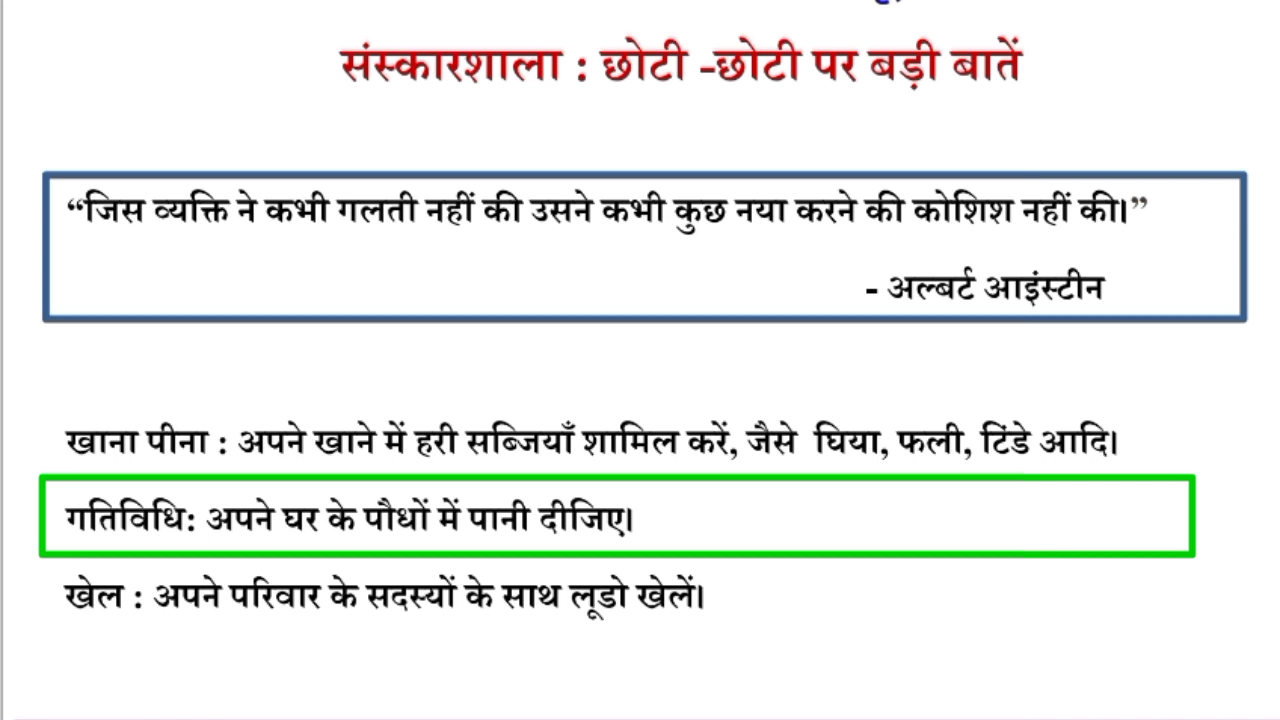 संस्कारशाला : छोटी -छोटी पर बड़ी बातें
“जिस व्यक्ति ने कभी गलती नहीं की उसने कभी कुछ नया करने की कोशिश नहीं की।”
- अल्बर्ट आइंस्टीन
खाना पीना : अपने खाने में हरी सब्जियाँ शामिल करें, जैसे घिया, फली, टिंडे आदि।
गतिविधि: अपने घर के पौधों में पानी दीजिए।
खेल : अपने परिवार के सदस्यों के साथ लूडो खेलें।